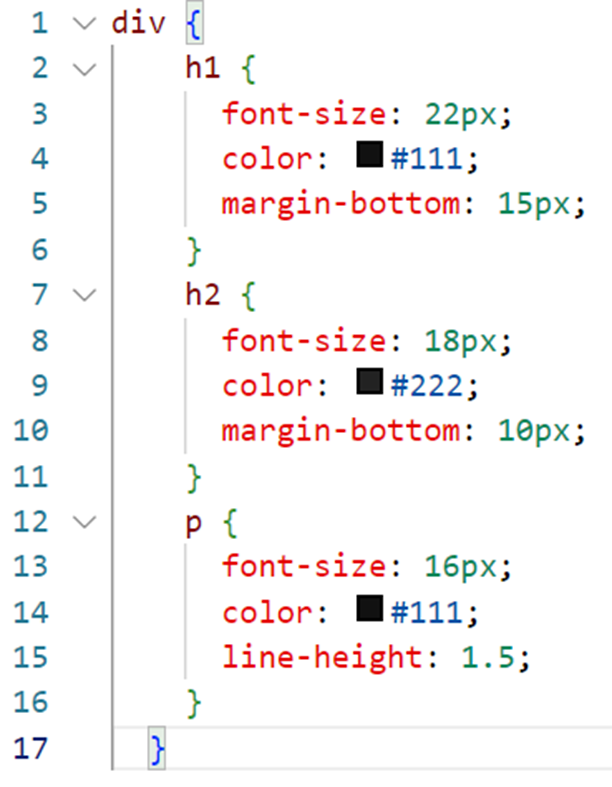 1 div {
2 h1 {
3 font-size: 22px;
4 color: #111;
5 margin-bottom: 15px;
6 }
7 h2 {
8 font-size: 18px;
9 color: #222;
10 margin-bottom: 10px;
11 }
12 p {
13 font-size: 16px;
14 color: #111;
15 line-height: 1.5;
16 }
17 }